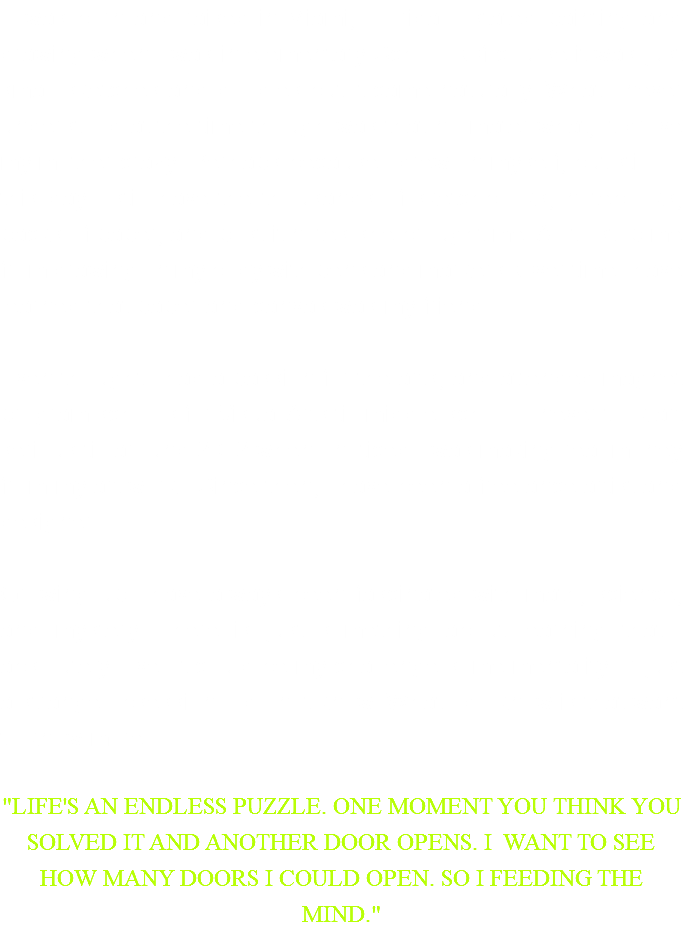 "LIFE'S AN ENDLESS PUZZLE. ONE MOMENT YOU THINK YOU
SOLVED IT AND ANOTHER DOOR OPENS. I  WANT TO SEE
HOW MANY DOORS I COULD OPEN. SO I FEEDING THE
MIND."